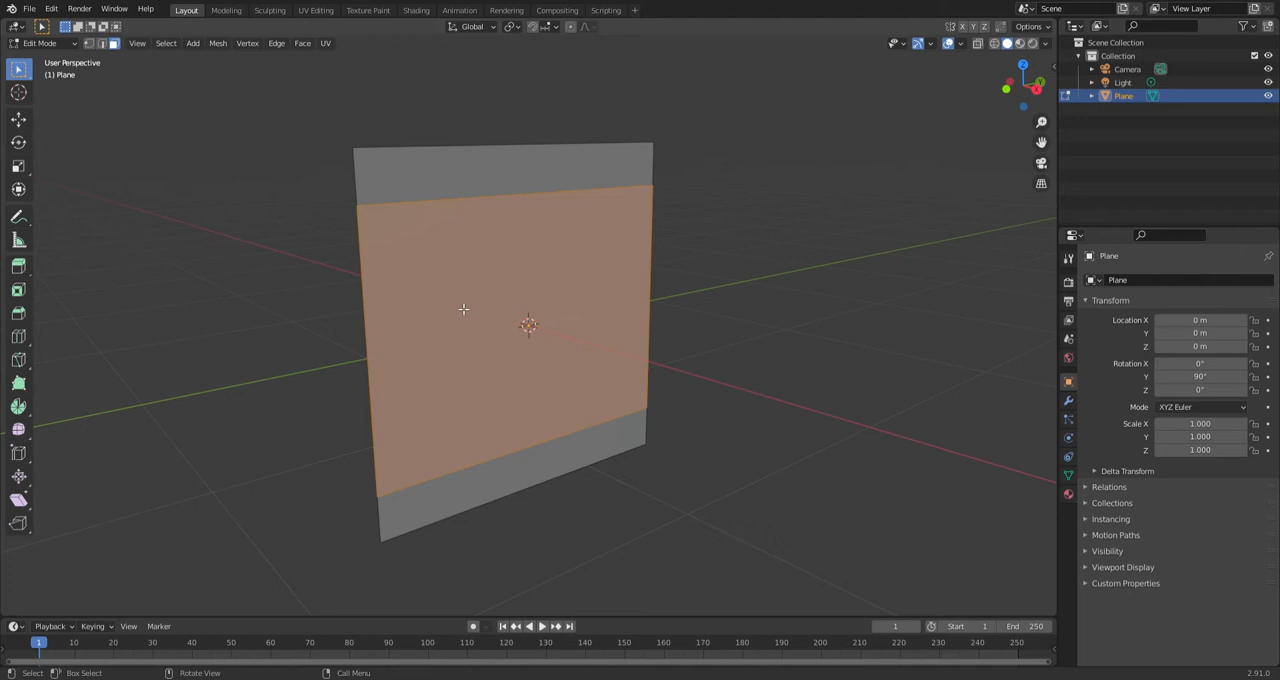 File Edit Render Window Help Layout Modeling Sculpting UV Editing Texture Paint Shading Animation Compositing Rendering Scripting + Scene View Layer
Global X Y Z Options
Edit Mode View Select Add Mesh Vertex Edge Face UV
User Perspective
(1) Plane
Z
Y
X
Scene Collection
Collection
Camera
Light
Plane
Plane
Plane
Transform
Location X 0 m
Y 0 m
Z 0 m
Rotation X 0°
Y 90°
Z 0°
Mode XYZ Euler
Scale X 1.000
Y 1.000
Z 1.000
Delta Transform
Relations
Collections
Instancing
Motion Paths
Visibility
Viewport Display
Custom Properties
Playback Keying View Marker 1 Start 1 End 250
1 10 20 30 40 50 60 70 80 90 100 110 120 130 140 150 160 170 180 190 200 210 220 230 240 250
Select Box Select Rotate View Call Menu 2.91.0